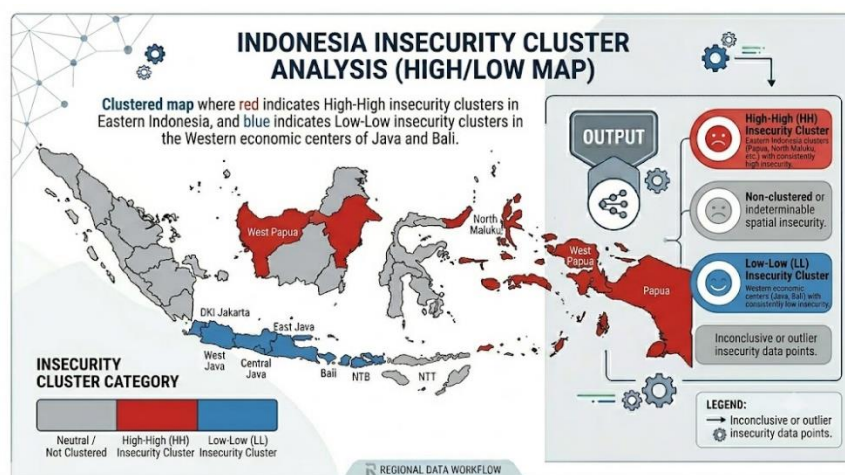 INDONESIA INSECURITY CLUSTER
ANALYSIS (HIGH/LOW MAP)
Clustered map where red indicates High-High insecurity clusters in
Eastern Indonesia, and blue indicates Low-Low insecurity clusters in
the Western economic centers of Java and Bali.
OUTPUT
High-High (HH)
Insecurity Cluster
Eastern Indonesia clusters
(Papua, North Maluku,
etc.) with consistently
high insecurity.
Non-clustered or
indeterminable
spatial insecurity.
Low-Low (LL)
Insecurity Cluster
Western economic
centers (Java, Bali) with
consistently low insecurity.
Inconclusive or outlier
insecurity data points.
West Papua
North
Maluku
West
Papua
Papua
DKI Jakarta
East Java
West
Java
Central
Java
Baii
NTB
NTT
INSECURITY
CLUSTER CATEGORY
Neutral /
Not Clustered
High-High (HH)
Insecurity Cluster
Low-Low (LL)
Insecurity Cluster
LEGEND:
Inconclusive or outlier
insecurity data points.
REGIONAL DATA WORKFLOW